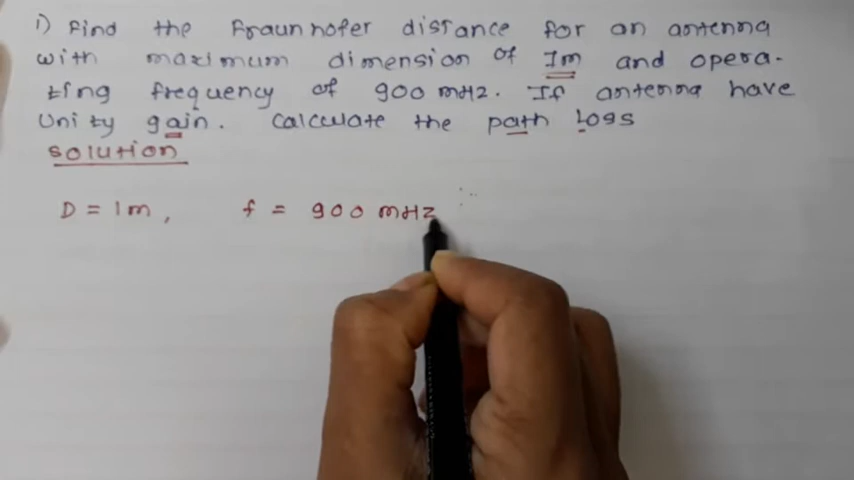 1) Find the Fraunhofer distance for an antenna
with maximum dimension of 1m and opera-
ting frequency of 900 mHz. If antenna have
Unity gain. Calculate the path Loss
Solution
D = 1m, f = 900 mHz